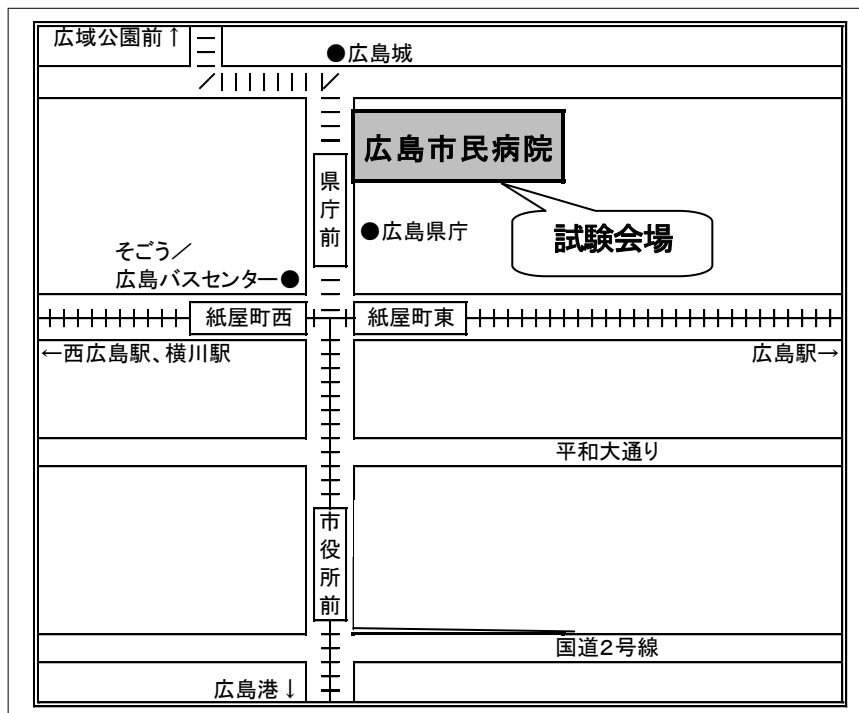 広域公園前↑
●広島城
広島市民病院
県庁前
●広島県庁
試験会場
そごう／
広島バスセンター●
紙屋町西
紙屋町東
←西広島駅、横川駅
広島駅→
平和大通り
市役所前
国道2号線
広島港↓